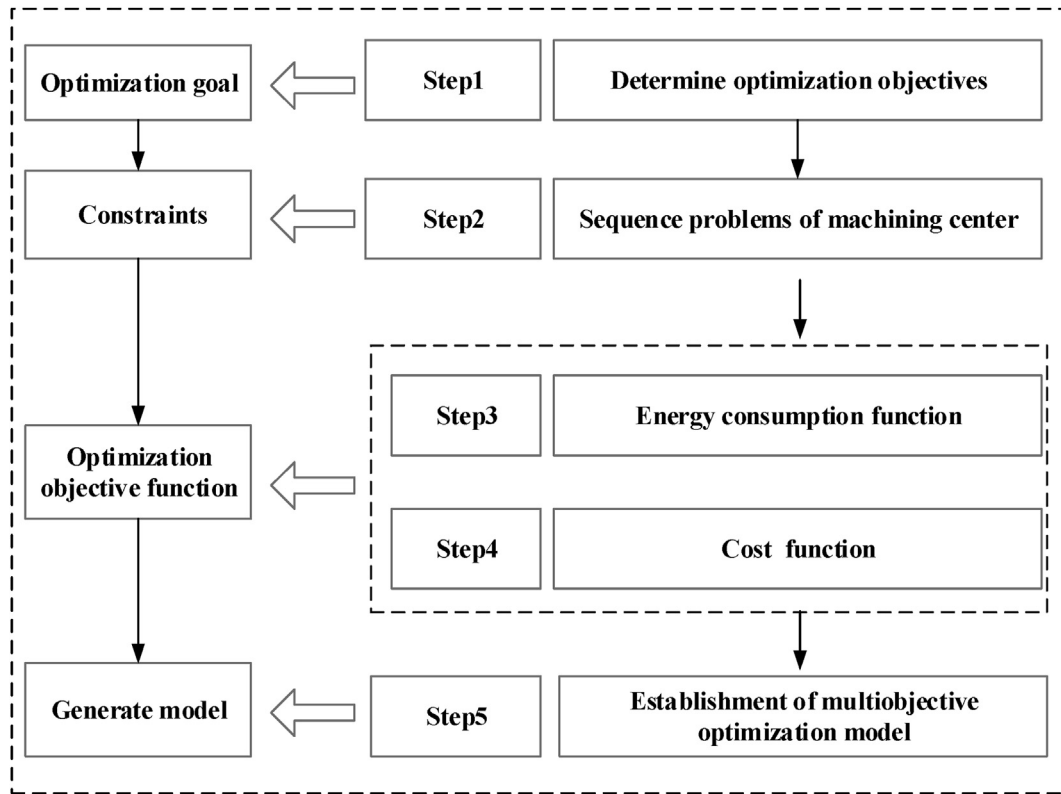 Optimization goal
Step1
Determine optimization objectives
Constraints
Step2
Sequence problems of machining center
Step3
Energy consumption function
Optimization
objective function
Step4
Cost function
Generate model
Step5
Establishment of multiobjective
optimization model